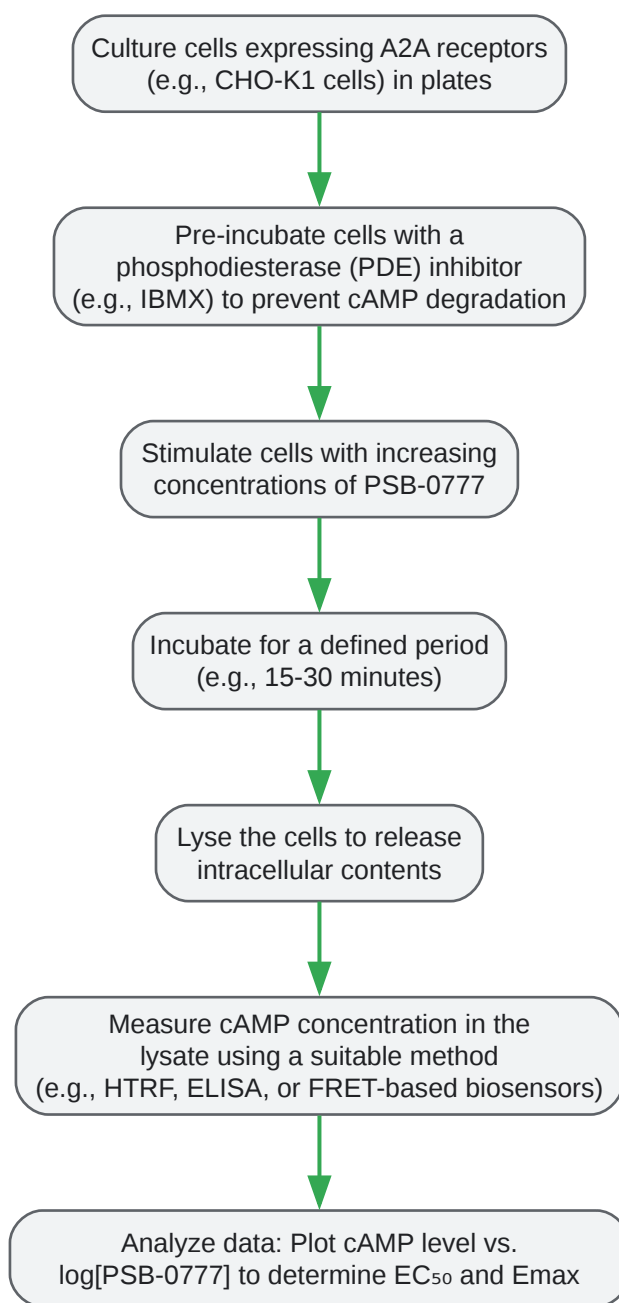 Culture cells expressing A2A receptors
(e.g., CHO-K1 cells) in plates
Pre-incubate cells with a
phosphodiesterase (PDE) inhibitor
(e.g., IBMX) to prevent cAMP degradation
Stimulate cells with increasing
concentrations of PSB-0777
Incubate for a defined period
(e.g., 15-30 minutes)
Lyse the cells to release
intracellular contents
Measure cAMP concentration in the
lysate using a suitable method
(e.g., HTRF, ELISA, or FRET-based biosensors)
Analyze data: Plot cAMP level vs.
log[PSB-0777] to determine EC₅₀ and Emax